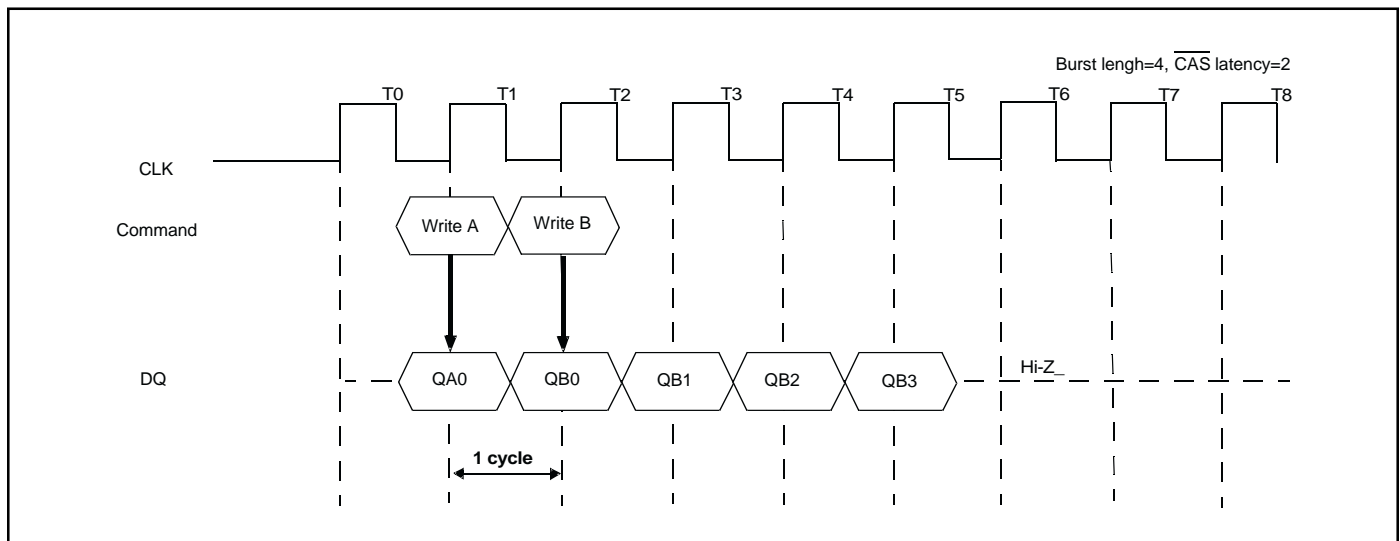 Burst lengh=4, CAS latency=2
T0 T1 T2 T3 T4 T5 T6 T7 T8
CLK
Write A Write B
Command
DQ QA0 QB0 QB1 QB2 QB3 Hi-Z_
1 cycle